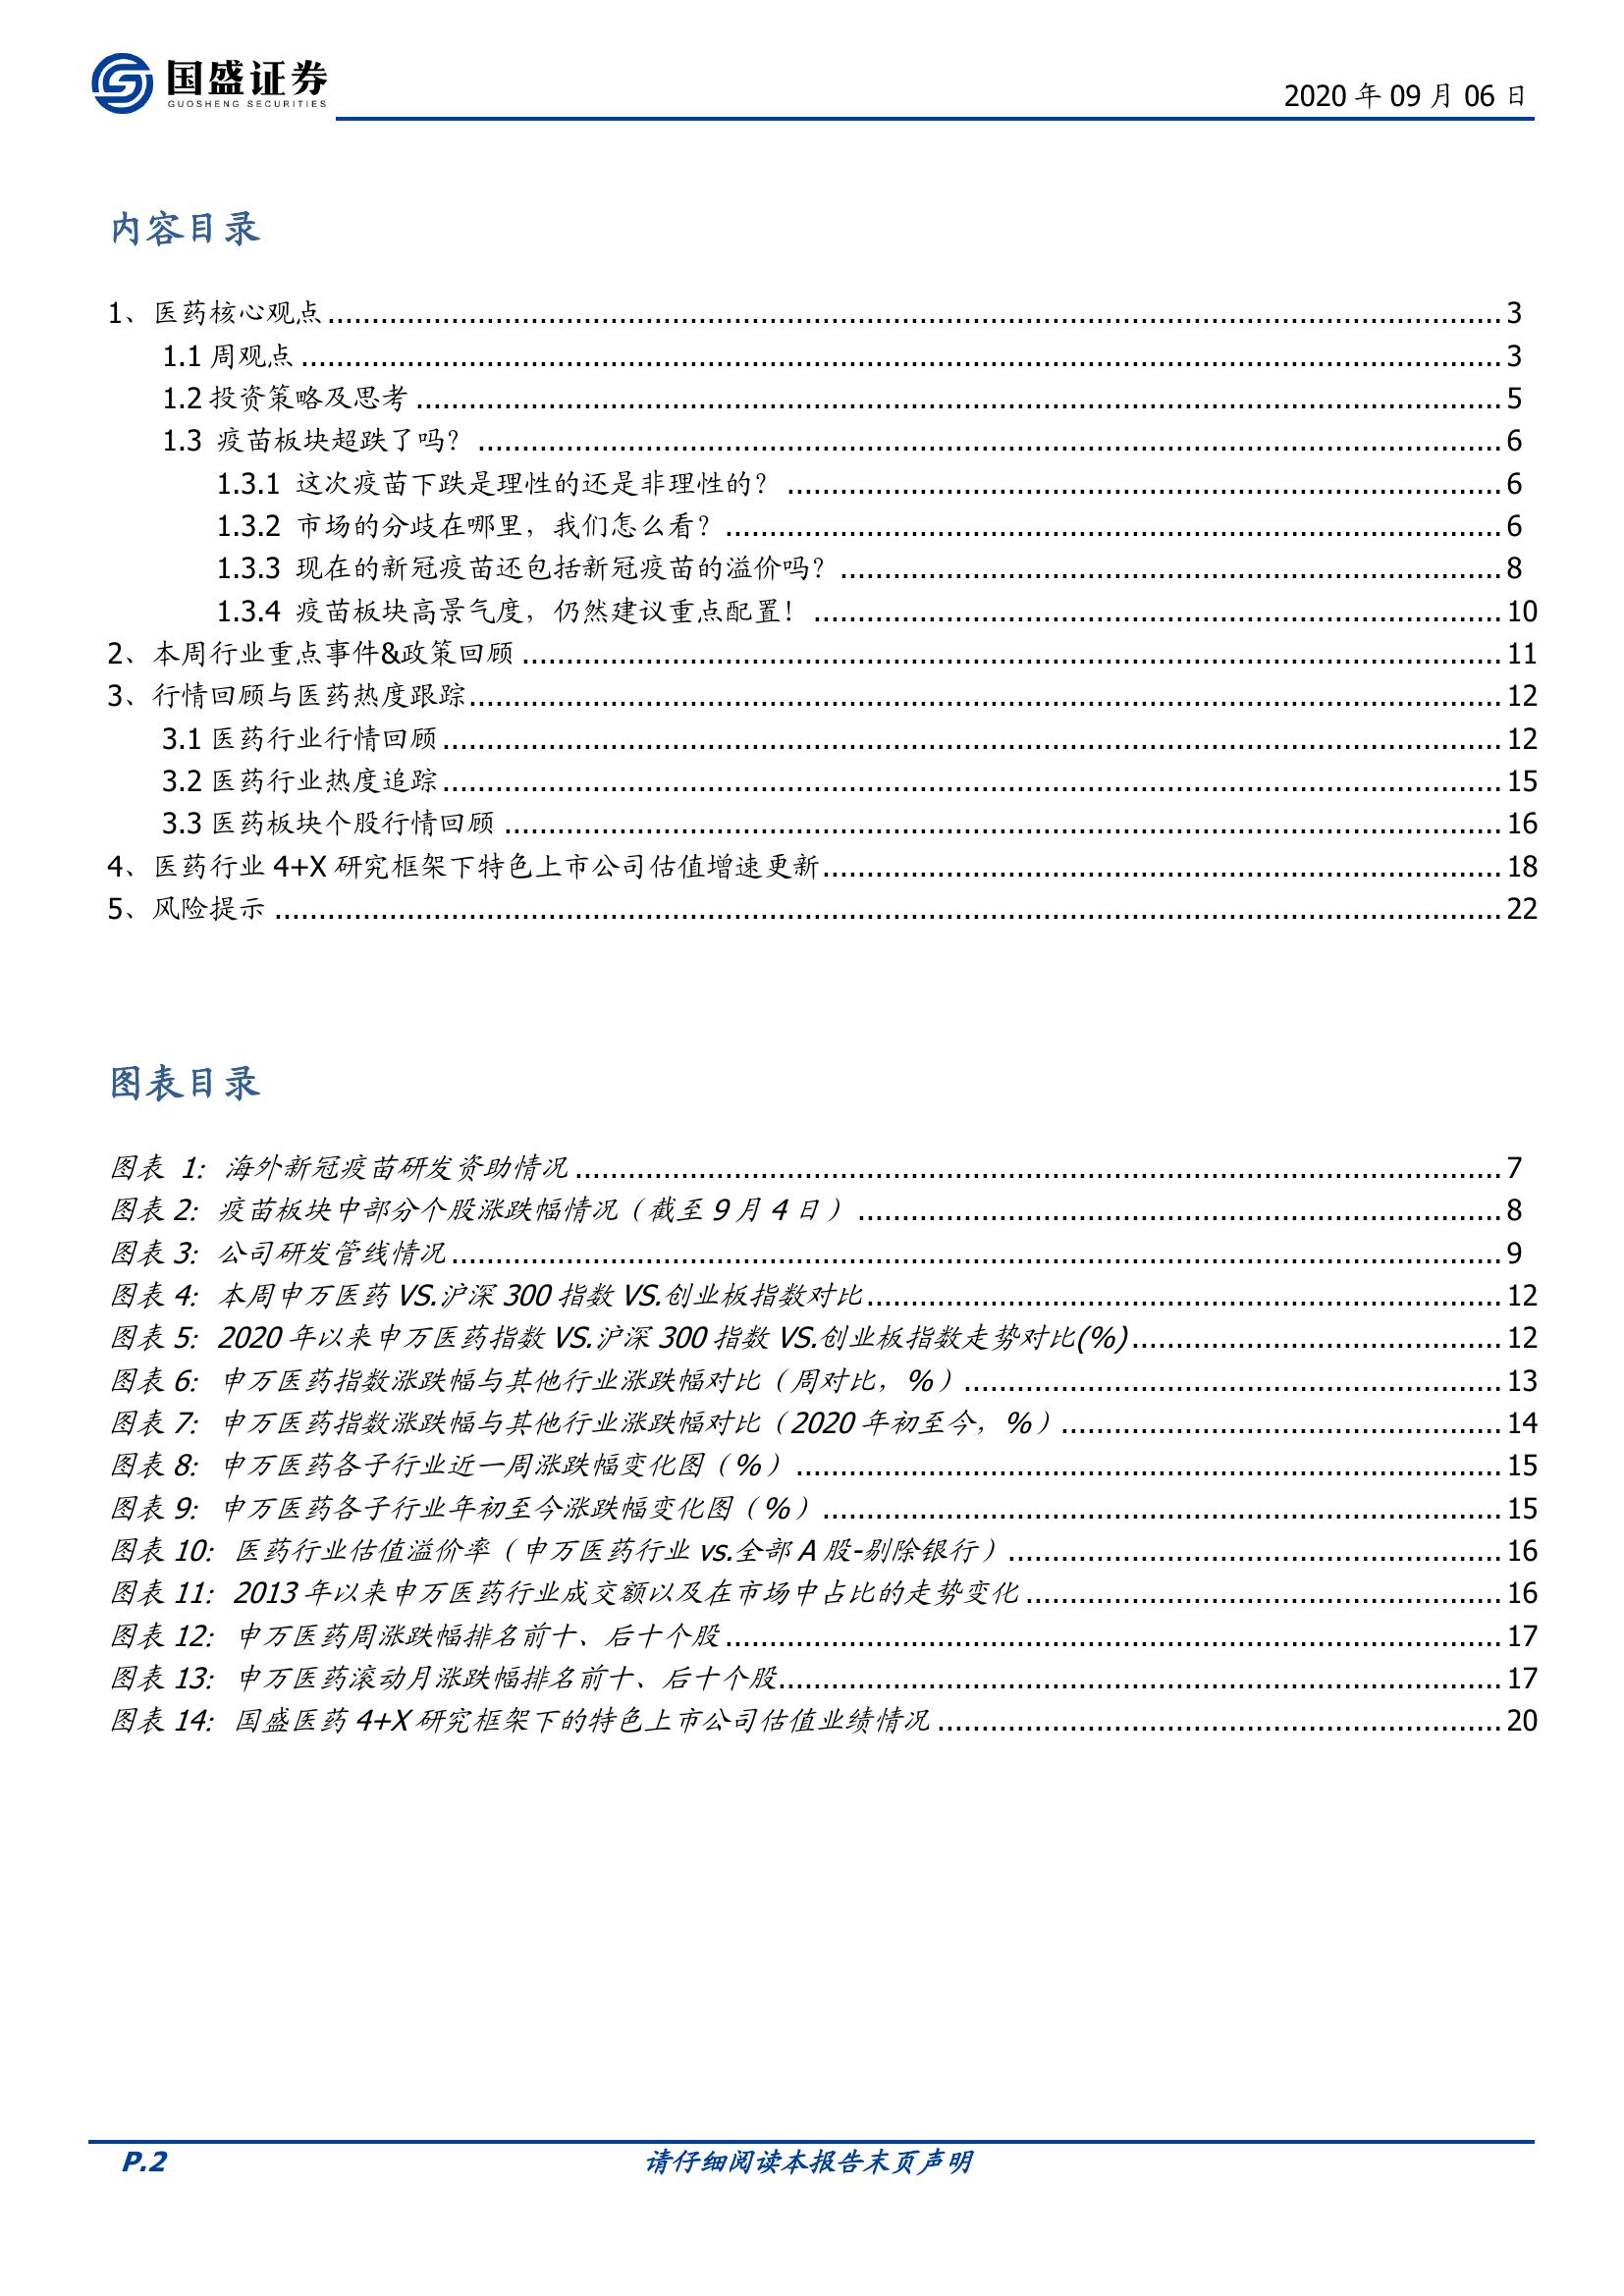 国盛证券
GUOSHENG SECURITIES
2020 年 09 月 06 日
内容目录
1、医药核心观点 3
1.1 周观点 3
1.2 投资策略及思考 5
1.3 疫苗板块超跌了吗？ 6
1.3.1 这次疫苗下跌是理性的还是非理性的？ 6
1.3.2 市场的分歧在哪里，我们怎么看？ 6
1.3.3 现在的新冠疫苗还包括新冠疫苗的溢价吗？ 8
1.3.4 疫苗板块高景气度，仍然建议重点配置！ 10
2、本周行业重点事件&政策回顾 11
3、行情回顾与医药热度跟踪 12
3.1 医药行业行情回顾 12
3.2 医药行业热度追踪 15
3.3 医药板块个股行情回顾 16
4、医药行业 4+X 研究框架下特色上市公司估值增速更新 18
5、风险提示 22
图表目录
图表 1：海外新冠疫苗研发资助情况 7
图表 2：疫苗板块中部分个股涨跌幅情况（截至 9 月 4 日） 8
图表 3：公司研发管线情况 9
图表 4：本周申万医药 VS.沪深 300 指数 VS.创业板指数对比 12
图表 5：2020 年以来申万医药指数 VS.沪深 300 指数 VS.创业板指数走势对比(%) 12
图表 6：申万医药指数涨跌幅与其他行业涨跌幅对比（周对比，%） 13
图表 7：申万医药指数涨跌幅与其他行业涨跌幅对比（2020 年初至今，%） 14
图表 8：申万医药各子行业近一周涨跌幅变化图（%） 15
图表 9：申万医药各子行业年初至今涨跌幅变化图（%） 15
图表 10：医药行业估值溢价率（申万医药行业 vs.全部 A 股-剔除银行） 16
图表 11：2013 年以来申万医药行业成交额以及在市场中占比的走势变化 16
图表 12：申万医药周涨跌幅排名前十、后十个股 17
图表 13：申万医药滚动月涨跌幅排名前十、后十个股 17
图表 14：国盛医药 4+X 研究框架下的特色上市公司估值业绩情况 20
P.2 请仔细阅读本报告末页声明